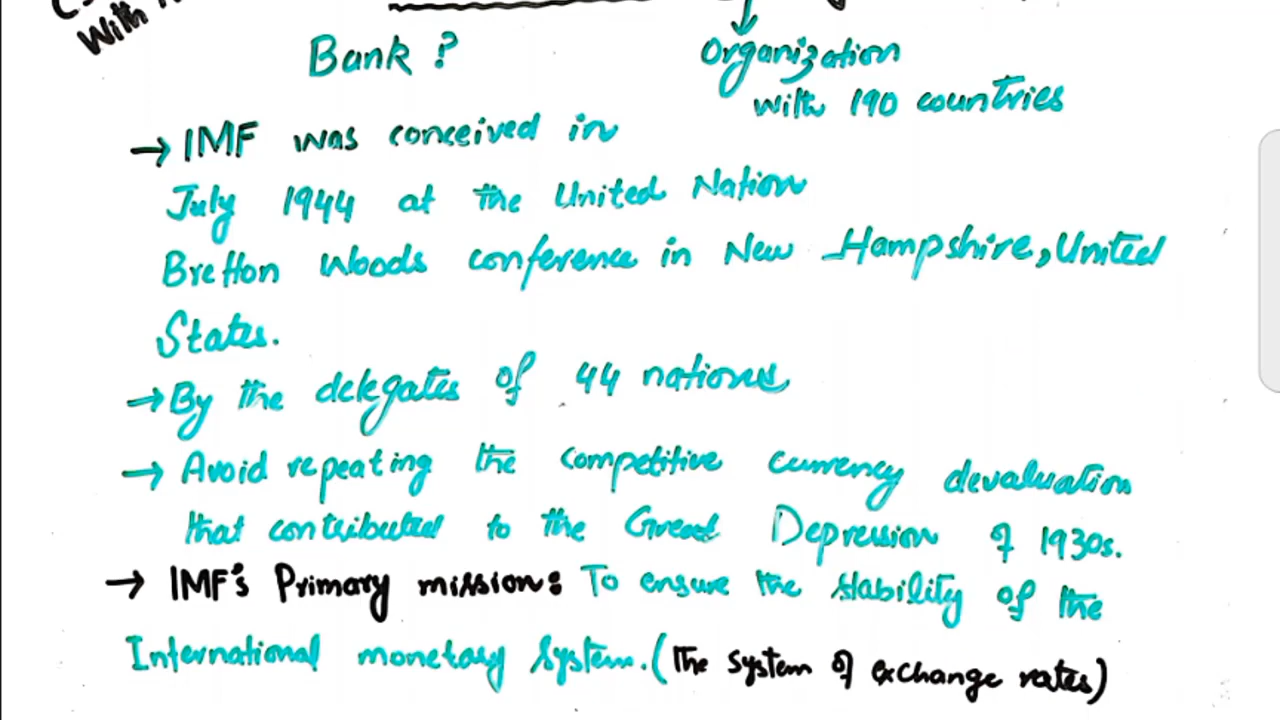 With
Bank ?
Organization
with 190 countries
→ IMF was conceived in
July 1944 at the United Nation
Bretton Woods conference in New Hampshire, United
States.
→ By the delegates of 44 nations
→ Avoid repeating the competitive currency devaluation
that contributed to the Great Depression of 1930s.
→ IMF's Primary mission: To ensure the stability of the
International monetary system. (The system of exchange rates)